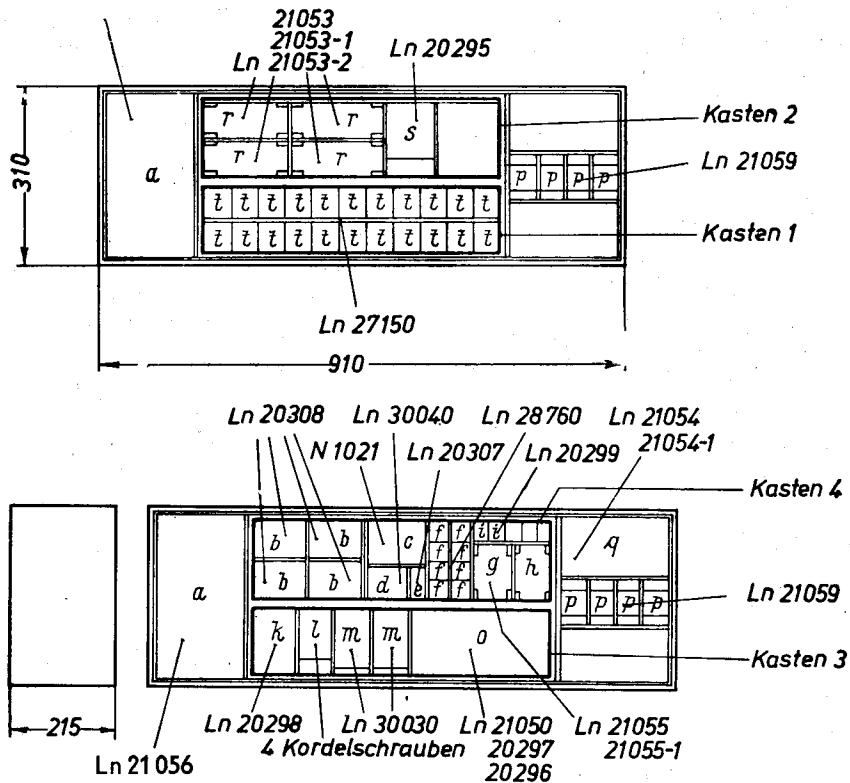 21053
21053-1
Ln 21053-2
Ln 20295
r r s
Kasten 2
r r
a
Ln 21059
p p p p
310
t t t t t t t t t t t
t t t t t t t t t t t
Kasten 1
Ln 27150
910
Ln 20308
Ln 30040
Ln 28760
Ln 21054
N 1021
Ln 20307
Ln 20299
21054-1
Kasten 4
b b c f f i i q
f f
b b d e f f g h
f f
a
p p p p
Ln 21059
k l m m o
Kasten 3
215
Ln 20298
Ln 30030
Ln 21050
Ln 21055
4 Kordelschrauben
20297
21055-1
Ln 21056
20296